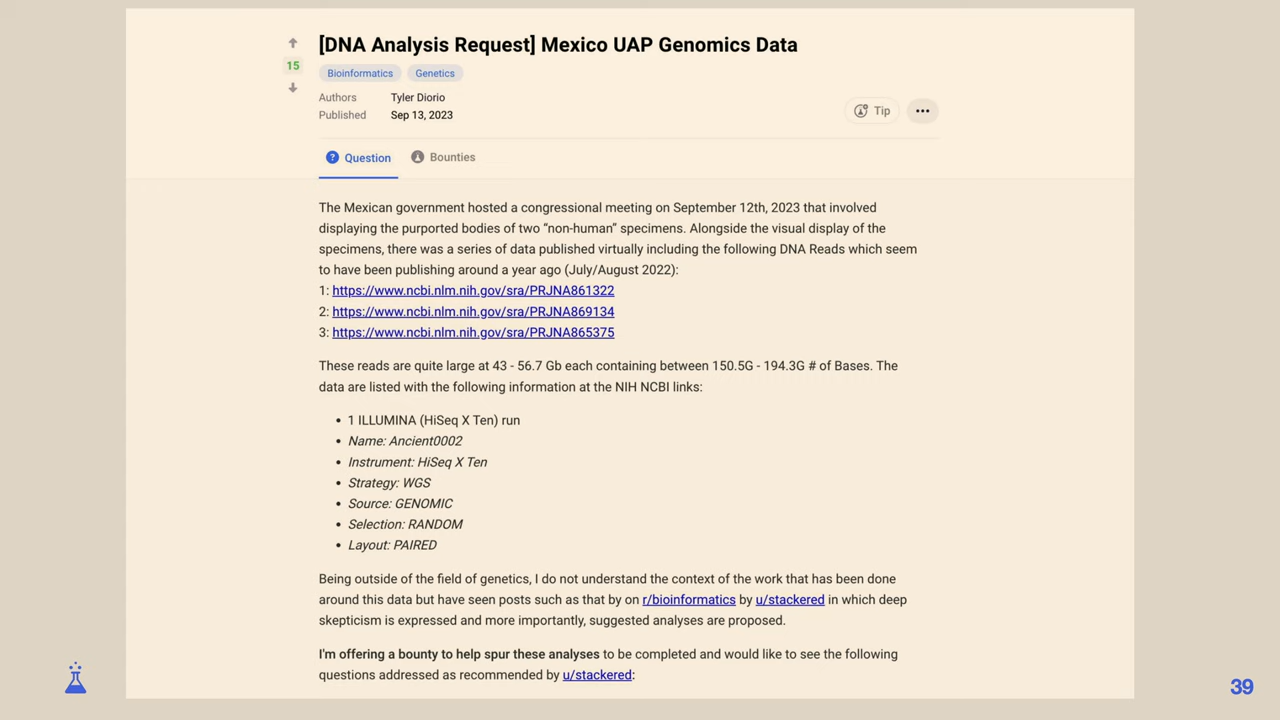 [DNA Analysis Request] Mexico UAP Genomics Data
15
Bioinformatics Genetics
Authors Tyler Diorio
Published Sep 13, 2023
Tip
Question Bounties
The Mexican government hosted a congressional meeting on September 12th, 2023 that involved
displaying the purported bodies of two “non-human” specimens. Alongside the visual display of the
specimens, there was a series of data published virtually including the following DNA Reads which seem
to have been publishing around a year ago (July/August 2022):
1: https://www.ncbi.nlm.nih.gov/sra/PRJNA861322
2: https://www.ncbi.nlm.nih.gov/sra/PRJNA869134
3: https://www.ncbi.nlm.nih.gov/sra/PRJNA865375
These reads are quite large at 43 - 56.7 Gb each containing between 150.5G - 194.3G # of Bases. The
data are listed with the following information at the NIH NCBI links:
• 1 ILLUMINA (HiSeq X Ten) run
• Name: Ancient0002
• Instrument: HiSeq X Ten
• Strategy: WGS
• Source: GENOMIC
• Selection: RANDOM
• Layout: PAIRED
Being outside of the field of genetics, I do not understand the context of the work that has been done
around this data but have seen posts such as that by on r/bioinformatics by u/stackered in which deep
skepticism is expressed and more importantly, suggested analyses are proposed.
I'm offering a bounty to help spur these analyses to be completed and would like to see the following
questions addressed as recommended by u/stackered:
39